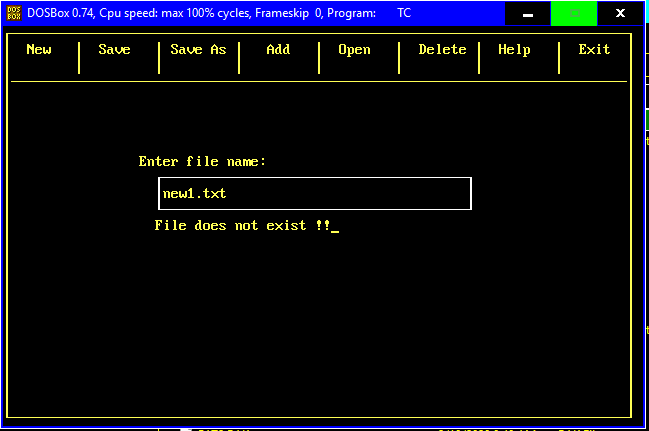 DOS BOX DOSBox 0.74, Cpu speed: max 100% cycles, Frameskip 0, Program: TC
New Save Save As Add Open Delete Help Exit
Enter file name:
new1.txt
File does not exist !!_